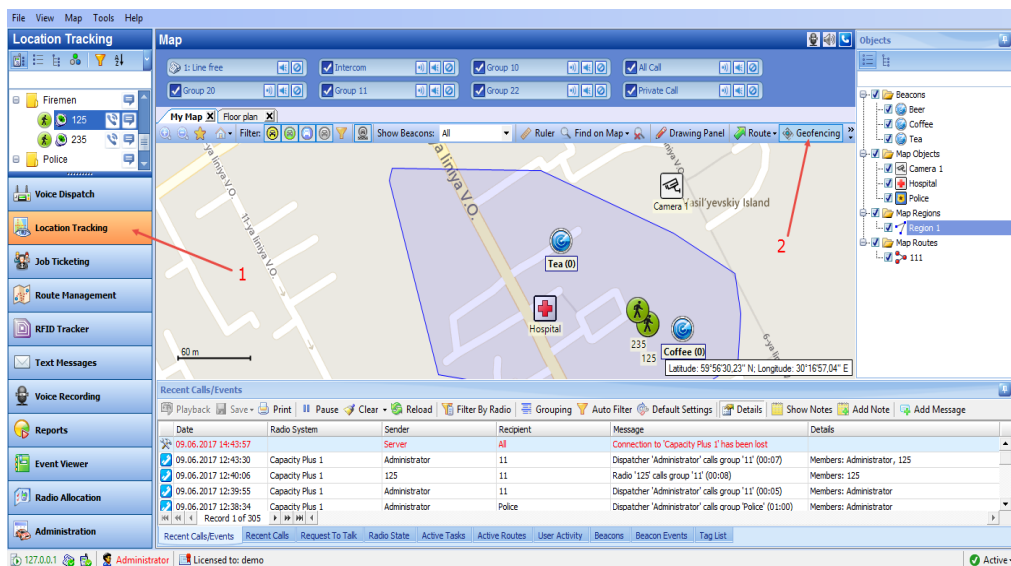 File View Map Tools Help
Location Tracking
Map
Objects
1: Line free
Intercom
Group 10
All Call
Group 20
Group 11
Group 22
Private Call
Firemen
125
235
Police
My Map X Floor plan X
Filter:
Show Beacons: All
Ruler
Find on Map
Drawing Panel
Route
Geofencing
Beacons
Beer
Coffee
Tea
Map Objects
Camera 1
Hospital
Police
Map Regions
Region 1
Map Routes
111
Voice Dispatch
Location Tracking
Job Ticketing
Route Management
RFID Tracker
Text Messages
Voice Recording
Reports
Event Viewer
Radio Allocation
Administration
1
2
a liniya V.O.
11-ya liniya V.O.
ya liniya V.O.
6-ya liniya
Camera 1
asil'yevskiy Island
Tea (0)
Hospital
235
125
Coffee (0)
60 m
Latitude: 59°56'30,23" N; Longitude: 30°16'57,04" E
Recent Calls/Events
Playback Save Print Pause Clear Reload Filter By Radio Grouping Auto Filter Default Settings Details Show Notes Add Note Add Message
Date Radio System Sender Recipient Message Details
09.06.2017 14:43:57 Server All Connection to 'Capacity Plus 1' has been lost
09.06.2017 12:43:30 Capacity Plus 1 Administrator 11 Dispatcher 'Administrator' calls group '11' (00:07) Members: Administrator, 125
09.06.2017 12:40:06 Capacity Plus 1 125 11 Radio '125' calls group '11' (00:08) Members: 125
09.06.2017 12:39:55 Capacity Plus 1 Administrator 11 Dispatcher 'Administrator' calls group '11' (00:05) Members: Administrator
09.06.2017 12:38:34 Capacity Plus 1 Administrator Police Dispatcher 'Administrator' calls group 'Police' (01:00) Members: Administrator
Record 1 of 305
Recent Calls/Events Recent Calls Request To Talk Radio State Active Tasks Active Routes User Activity Beacons Beacon Events Tag List
127.0.0.1 Administrator Licensed to: demo Active